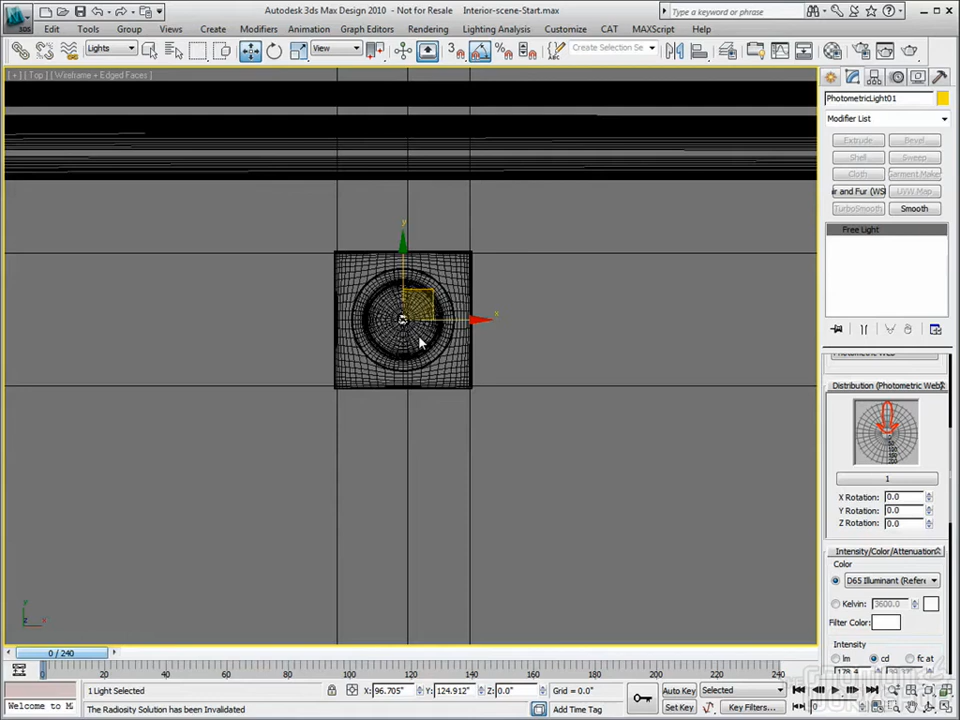 Autodesk 3ds Max Design 2010 - Not for Resale Interior-scene-Start.max
Type a keyword or phrase
Edit Tools Group Views Create Modifiers Animation Graph Editors Rendering Lighting Analysis Customize CAT MAXScript Help
Lights View Create Selection Se
[ + ] [ Top ] [ Wireframe + Edged Faces ]
PhotometricLight01
Modifier List
Extrude Bevel
Shell Sweep
Cloth Garment Make
ir and Fur (WS UVW Map
TurboSmooth Smooth
Free Light
Photometric Web
Distribution (Photometric Web)
1
X Rotation: 0.0
Y Rotation: 0.0
Z Rotation: 0.0
Intensity/Color/Attenuation
Color
D65 Illuminant (Refere
Kelvin: 3600.0
Filter Color:
Intensity
lm cd fc at
y
x
y
z x
0 / 240
0 20 40 60 80 100 120 140 160 180 200 220 240
1 Light Selected X: 96.705" Y: 124.912" Z: 0.0" Grid = 0.0" Auto Key Selected
Welcome to M The Radiosity Solution has been Invalidated Add Time Tag Set Key Key Filters... 0